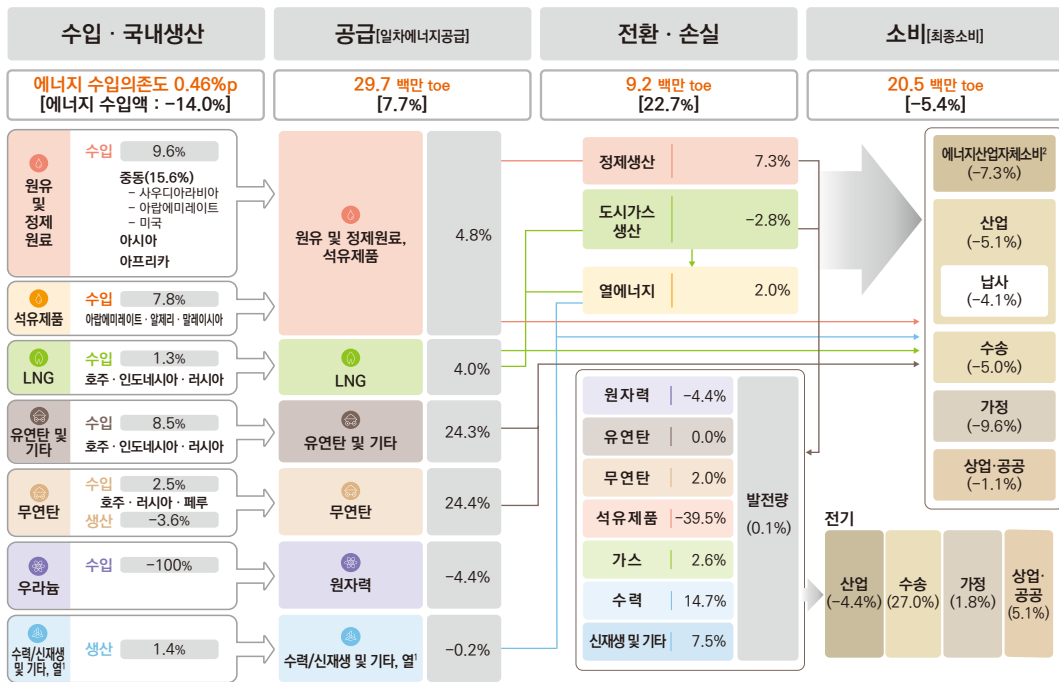 수입 · 국내생산
공급[일차에너지공급]
전환 · 손실
소비[최종소비]
에너지 수입의존도 0.46%p
[에너지 수입액 : -14.0%]
29.7 백만 toe
[7.7%]
9.2 백만 toe
[22.7%]
20.5 백만 toe
[-5.4%]
원유
및
정제
원료
수입 9.6%
중동(15.6%)
- 사우디아라비아
- 아랍에미레이트
- 미국
아시아
아프리카
석유제품
수입 7.8%
아랍에미레이트 · 알제리 · 말레이시아
LNG
수입 1.3%
호주 · 인도네시아 · 러시아
유연탄 및
기타
수입 8.5%
호주 · 인도네시아 · 러시아
무연탄
수입 2.5%
호주 · 러시아 · 페루
생산 -3.6%
우라늄
수입 -100%
수력/신재생
및 기타, 열1
생산 1.4%
원유 및 정제원료,
석유제품
4.8%
LNG
4.0%
유연탄 및 기타
24.3%
무연탄
24.4%
원자력
-4.4%
수력/신재생 및 기타, 열1
-0.2%
정제생산 7.3%
도시가스
생산
-2.8%
열에너지 2.0%
원자력 -4.4%
유연탄 0.0%
무연탄 2.0%
석유제품 -39.5%
가스 2.6%
수력 14.7%
신재생 및 기타 7.5%
발전량
(0.1%)
에너지산업자체소비2
(-7.3%)
산업
(-5.1%)
납사
(-4.1%)
수송
(-5.0%)
가정
(-9.6%)
상업·공공
(-1.1%)
전기
산업
(-4.4%)
수송
(27.0%)
가정
(1.8%)
상업·
공공
(5.1%)